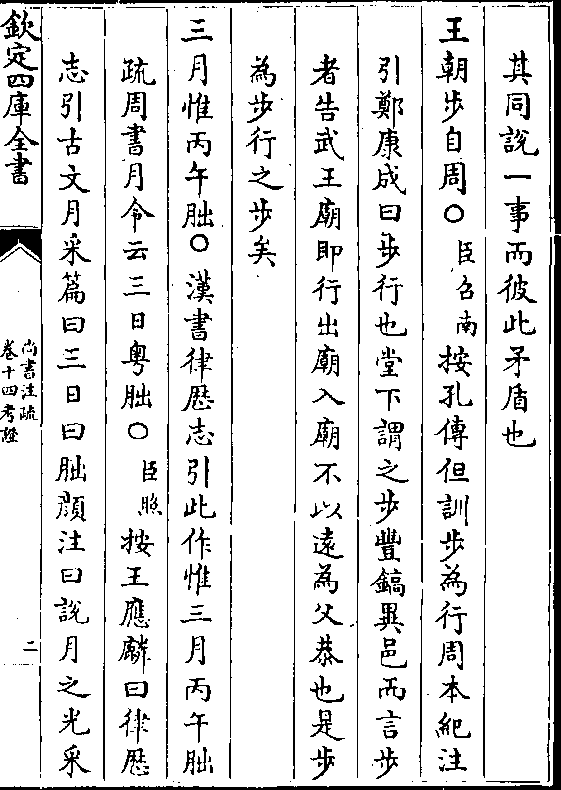 其同說一事而彼此矛盾也
王朝步自周〇臣召南按孔傳但訓步為行周本紀注
引鄭康成曰步行也堂下謂之步豐鎬異邑而言步
者告武王廟即行出廟入廟不以遠為父恭也是步
為步行之步矣
三月惟丙午朏〇漢書律歷志引此作惟三月丙午朏
疏周書月令云三日粵朏〇臣照按王應麟曰律歷
志引古文月采篇曰三日曰朏顔注曰說月之光采
欽定四庫全書
尚書注疏
卷十四考證
二